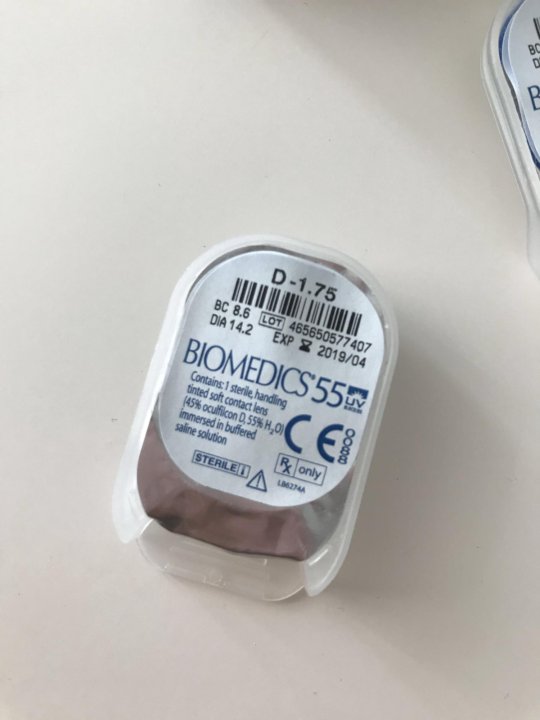 D -1.75
BC 8.6
DIA 14.2
LOT 465650577407
EXP 2019/04
BIOMEDICS® 55 UV
Contains: 1 sterile, handling
tinted soft contact lens
(45% ocufilcon D, 55% H₂O)
immersed in buffered
saline solution
CE 0088
STERILE
Rx only
LB6274A
BC